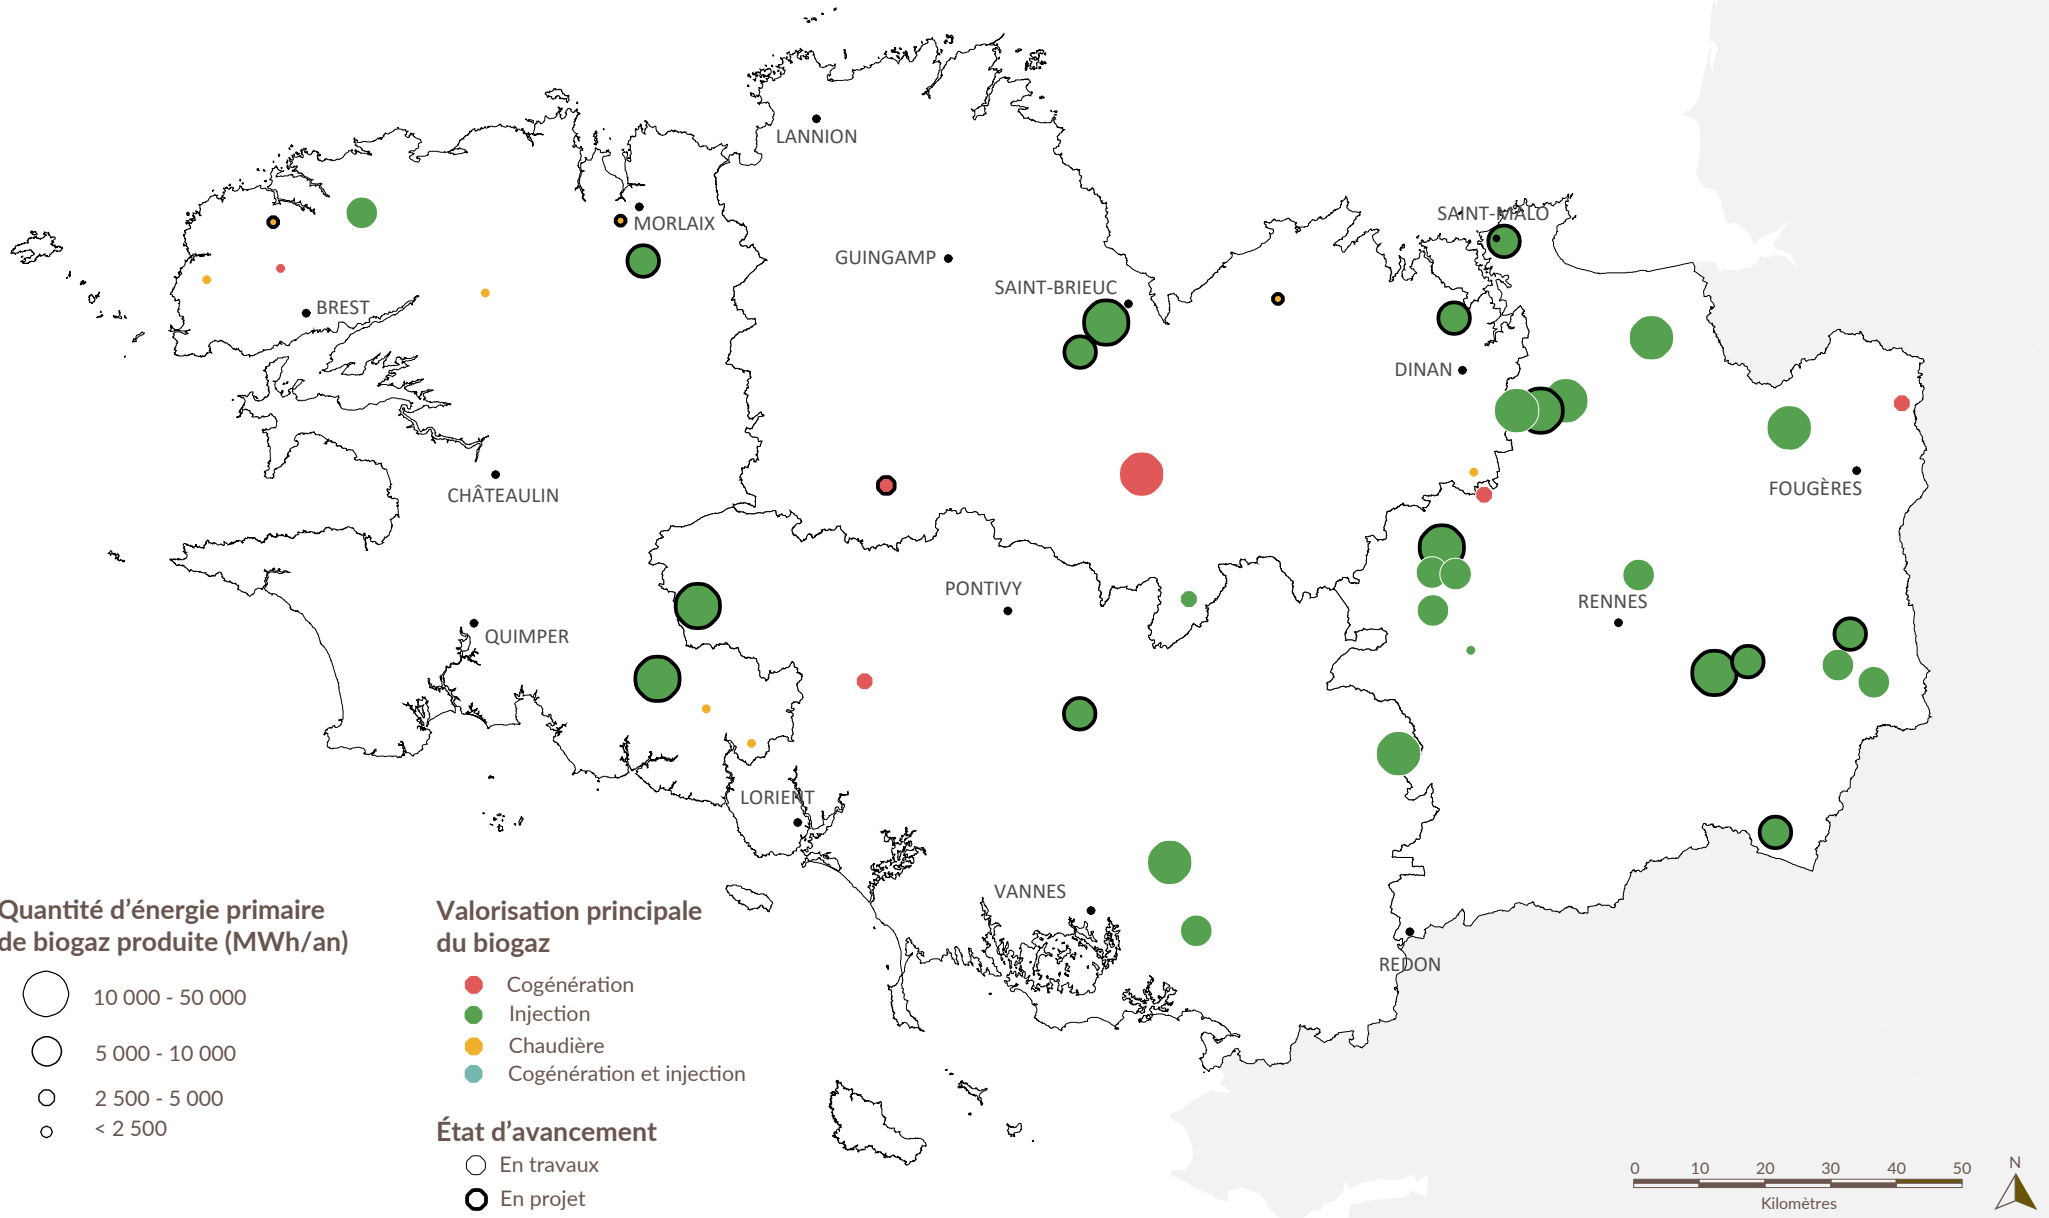 LANNION
MORLAIX
SAINT-MALO
GUINGAMP
SAINT-BRIEUC
BREST
DINAN
CHÂTEAULIN
FOUGÈRES
PONTIVY
RENNES
QUIMPER
LORIENT
VANNES
REDON
Quantité d’énergie primaire
de biogaz produite (MWh/an)
10 000 - 50 000
5 000 - 10 000
2 500 - 5 000
< 2 500
Valorisation principale
du biogaz
Cogénération
Injection
Chaudière
Cogénération et injection
État d’avancement
En travaux
En projet
0 10 20 30 40 50
Kilomètres
N